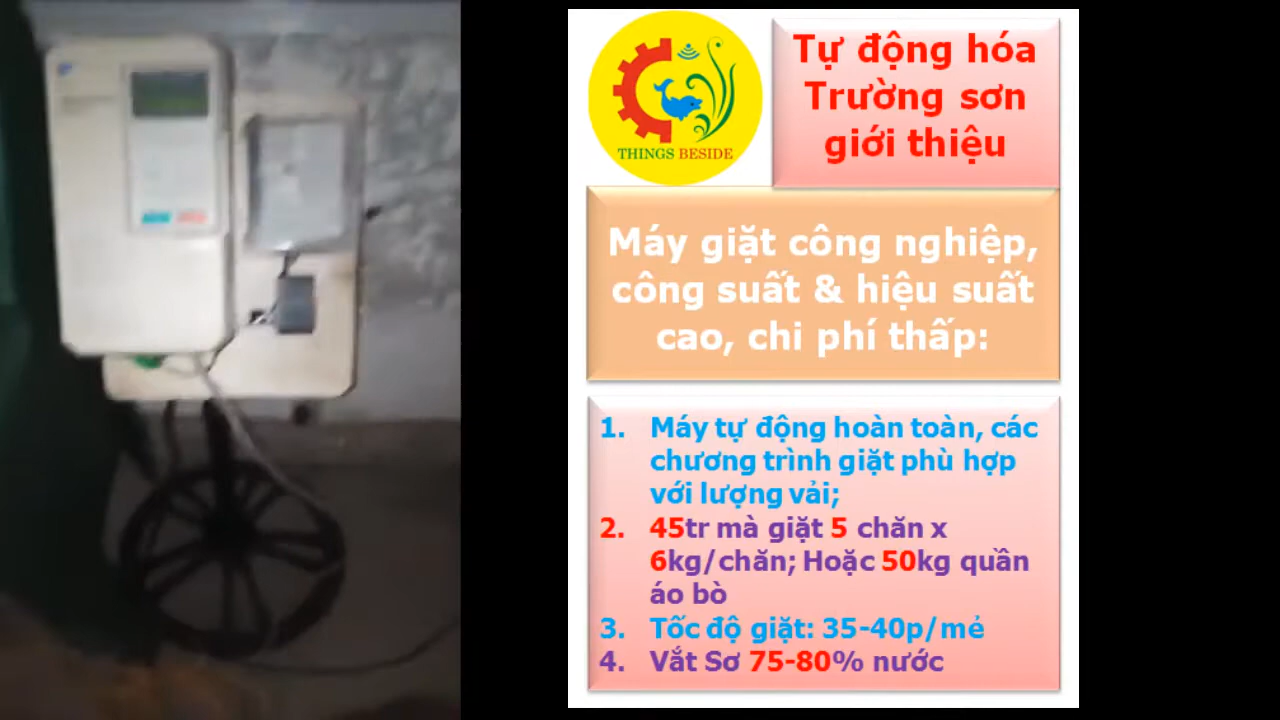 THINGS BESIDE
Tự động hóa
Trường sơn
giới thiệu
Máy giặt công nghiệp,
công suất & hiệu suất
cao, chi phí thấp:
1. Máy tự động hoàn toàn, các
chương trình giặt phù hợp
với lượng vải;
2. 45tr mà giặt 5 chăn x
6kg/chăn; Hoặc 50kg quần
áo bò
3. Tốc độ giặt: 35-40p/mẻ
4. Vắt Sơ 75-80% nước